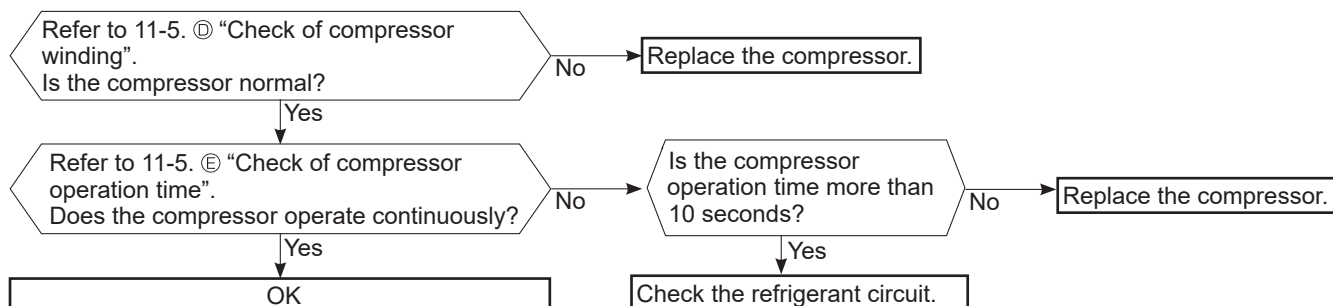 Refer to 11-5. Ⓓ “Check of compressor
winding”.
Is the compressor normal?
No
Replace the compressor.
Yes
Refer to 11-5. Ⓔ “Check of compressor
operation time”.
Does the compressor operate continuously?
No
Is the compressor
operation time more than
10 seconds?
No
Replace the compressor.
Yes
OK
Yes
Check the refrigerant circuit.